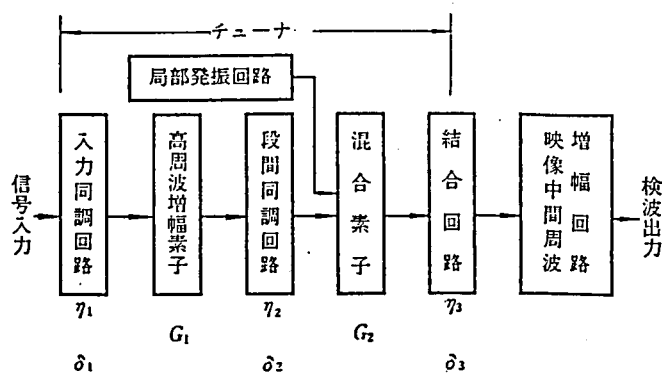 チューナ
局部発振回路
信号入力
入力同調回路
高周波増幅素子
段間同調回路
混合素子
結合回路
映像中間周波
増幅回路
検波出力
η1
G1
η2
G2
η3
δ1
δ2
δ3